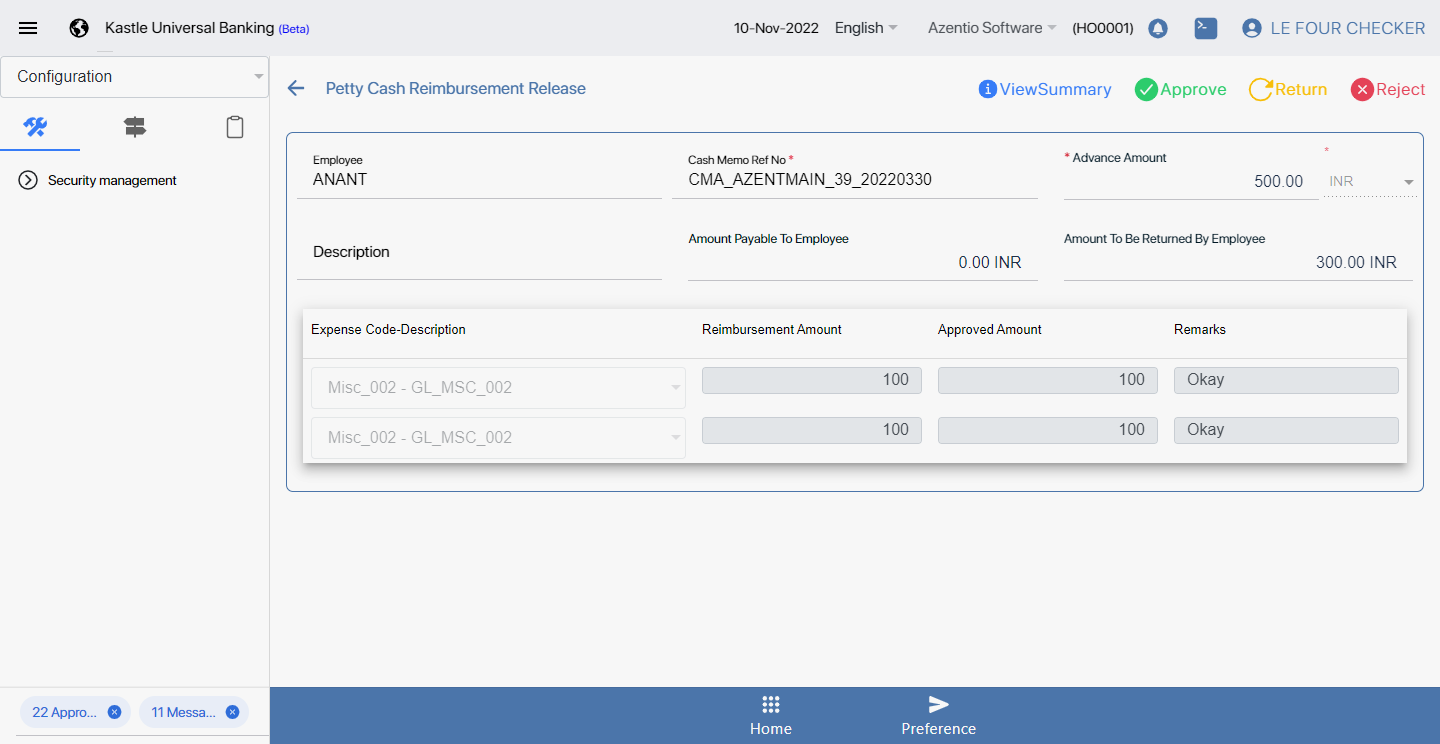 Kastle Universal Banking (Beta)
10-Nov-2022 English Azentio Software (HO0001) LE FOUR CHECKER
Configuration
Security management
Petty Cash Reimbursement Release
ViewSummary Approve Return Reject
Employee
ANANT
Cash Memo Ref No *
CMA_AZENTMAIN_39_20220330
* Advance Amount
500.00
*
INR
Description
Amount Payable To Employee
0.00 INR
Amount To Be Returned By Employee
300.00 INR
Expense Code-Description Reimbursement Amount Approved Amount Remarks
Misc_002 - GL_MSC_002 100 100 Okay
Misc_002 - GL_MSC_002 100 100 Okay
22 Appro... 11 Messa...
Home Preference